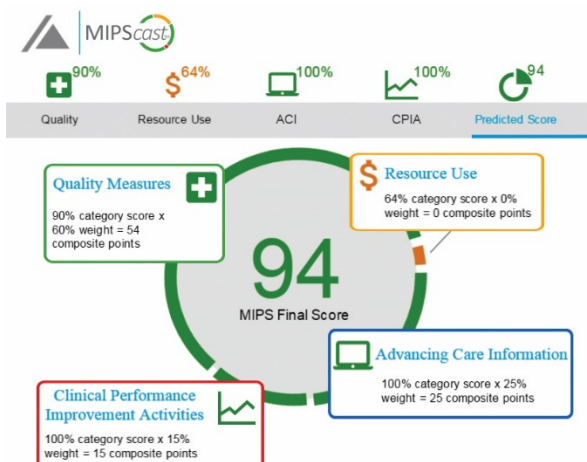 MIPScast
90% 64% 100% 100% 94
Quality Resource Use ACI CPIA Predicted Score
Quality Measures
90% category score x
60% weight = 54
composite points
$ Resource Use
64% category score x 0%
weight = 0 composite points
94
MIPS Final Score
Advancing Care Information
100% category score x 25%
weight = 25 composite points
Clinical Performance
Improvement Activities
100% category score x 15%
weight = 15 composite points